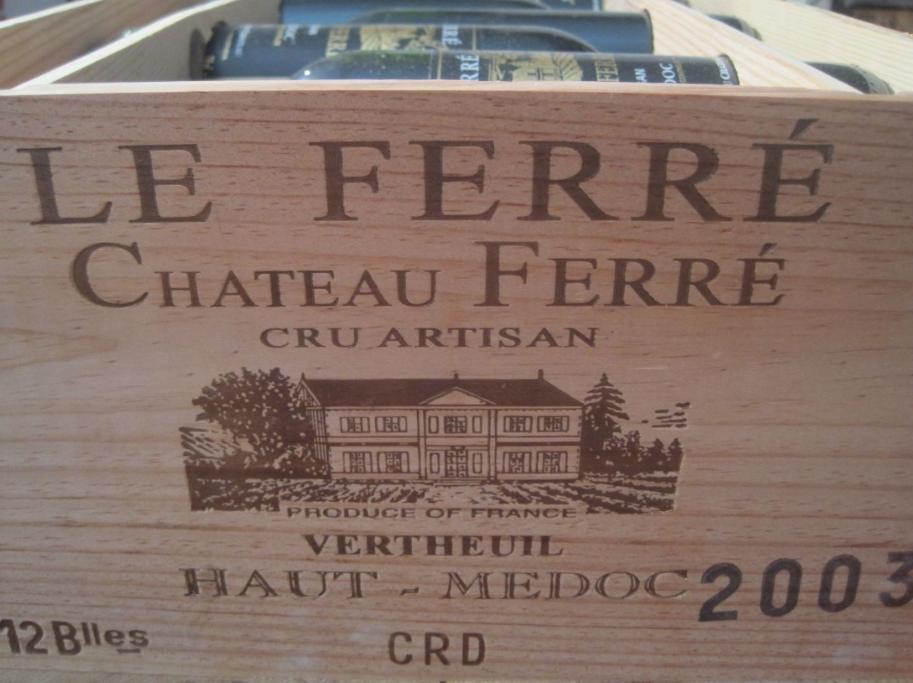 LE FERRÉ
CHATEAU FERRÉ
CRU ARTISAN
PRODUCE OF FRANCE
VERTHEUIL
HAUT - MEDOC
2003
12 Blles
CRD